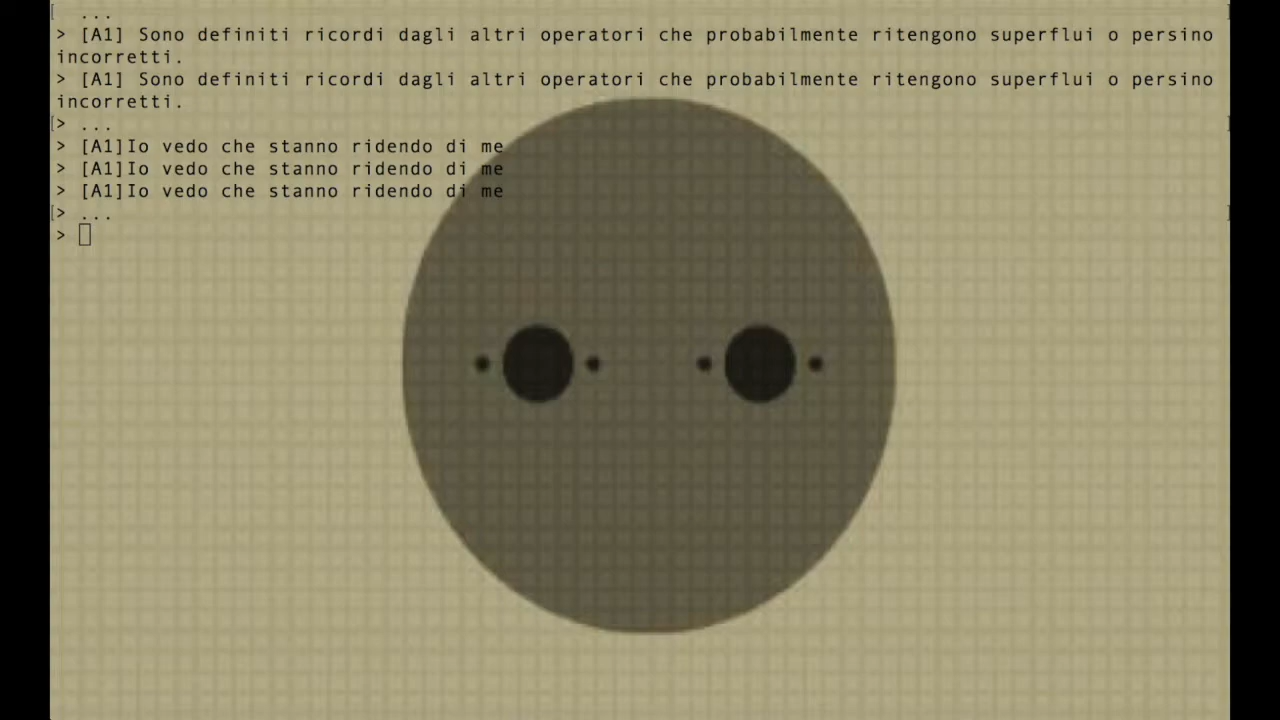 [ ... ]
> [A1] Sono definiti ricordi dagli altri operatori che probabilmente ritengono superflui o persino
incorretti.
> [A1] Sono definiti ricordi dagli altri operatori che probabilmente ritengono superflui o persino
incorretti.
[> ... ]
> [A1]Io vedo che stanno ridendo di me
> [A1]Io vedo che stanno ridendo di me
> [A1]Io vedo che stanno ridendo di me
[> ... ]
>